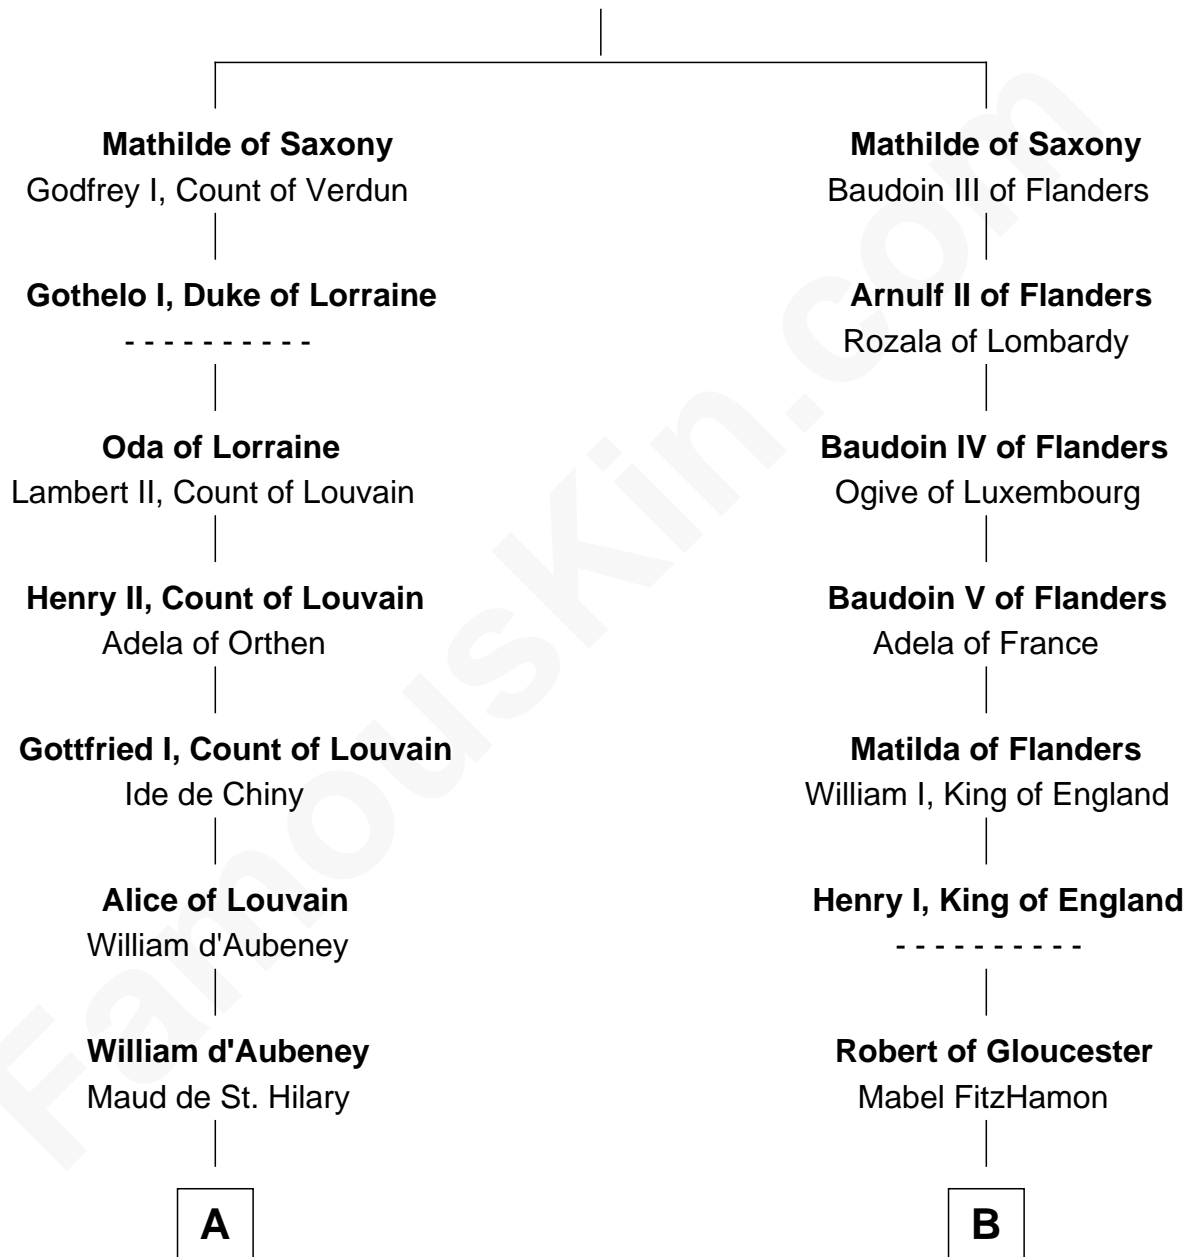 Mathilde of Saxony
Godfrey I, Count of Verdun
Gothelo I, Duke of Lorraine
- - - - - - - - - -
Oda of Lorraine
Lambert II, Count of Louvain
Henry II, Count of Louvain
Adela of Orthen
Gottfried I, Count of Louvain
Ide de Chiny
Alice of Louvain
William d'Aubeney
William d'Aubeney
Maud de St. Hilary
A
Mathilde of Saxony
Baudoin III of Flanders
Arnulf II of Flanders
Rozala of Lombardy
Baudoin IV of Flanders
Ogive of Luxembourg
Baudoin V of Flanders
Adela of France
Matilda of Flanders
William I, King of England
Henry I, King of England
- - - - - - - - - -
Robert of Gloucester
Mabel FitzHamon
B
FamousKin.com